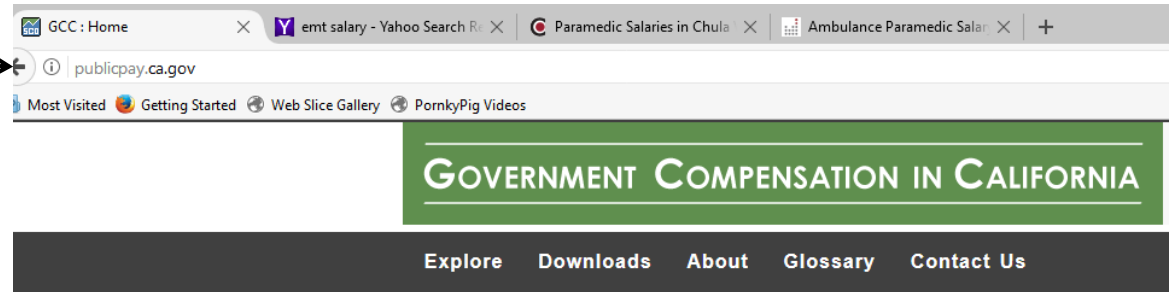 GCC : Home emt salary - Yahoo Search Re Paramedic Salaries in Chula Ambulance Paramedic Salar
publicpay.ca.gov
Most Visited Getting Started Web Slice Gallery PornkyPig Videos
GOVERNMENT COMPENSATION IN CALIFORNIA
Explore Downloads About Glossary Contact Us